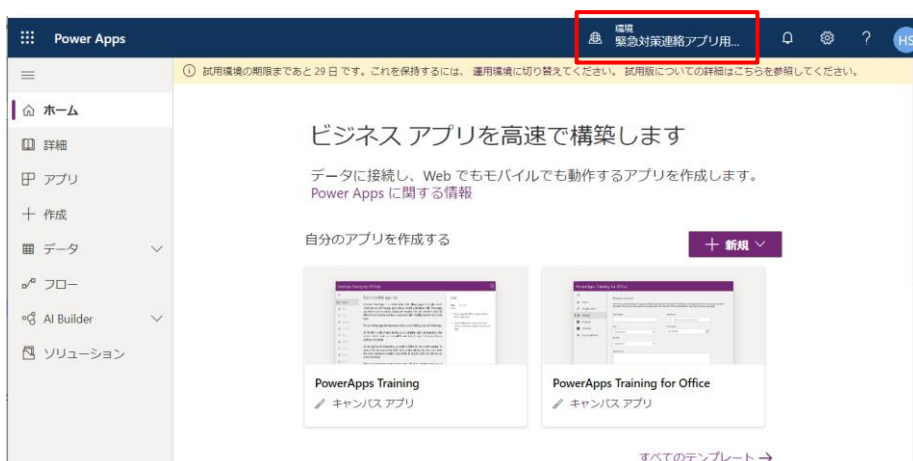 Power Apps
環境
緊急対策連絡アプリ用...
?
HS
試用環境の期限まであと 29 日 です。これを保持するには、 運用環境に切り替えてください。 試用版についての詳細はこちらを参照してください。
ホーム
詳細
アプリ
作成
データ
フロー
AI Builder
ソリューション
ビジネス アプリを高速で構築します
データに接続し、Web でもモバイルでも動作するアプリを作成します。
Power Apps に関する情報
自分のアプリを作成する
+ 新規
PowerApps Training
キャンバス アプリ
PowerApps Training for Office
キャンバス アプリ
すべてのテンプレート →